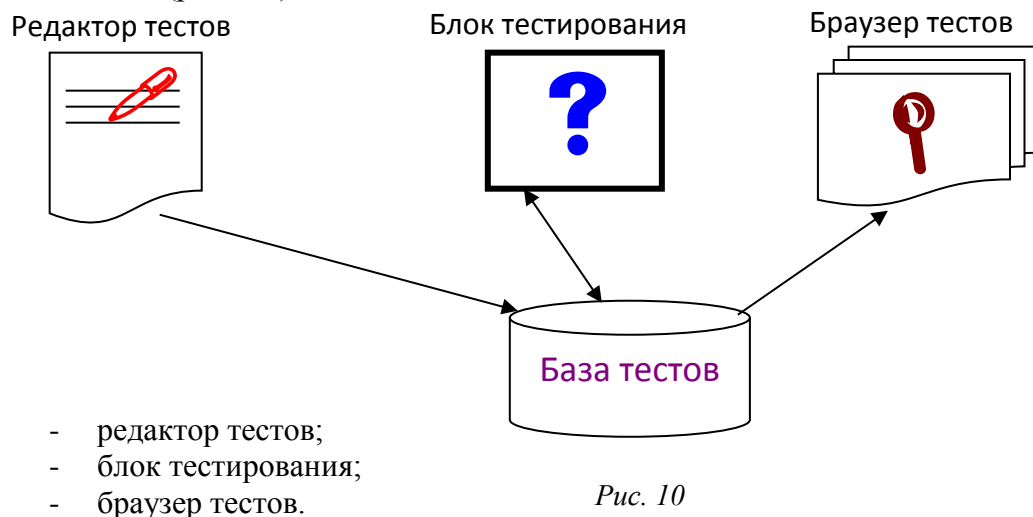 Редактор тестов
Блок тестирования
Браузер тестов
?
База тестов
- редактор тестов;
- блок тестирования;
- браузер тестов.
Рис. 10